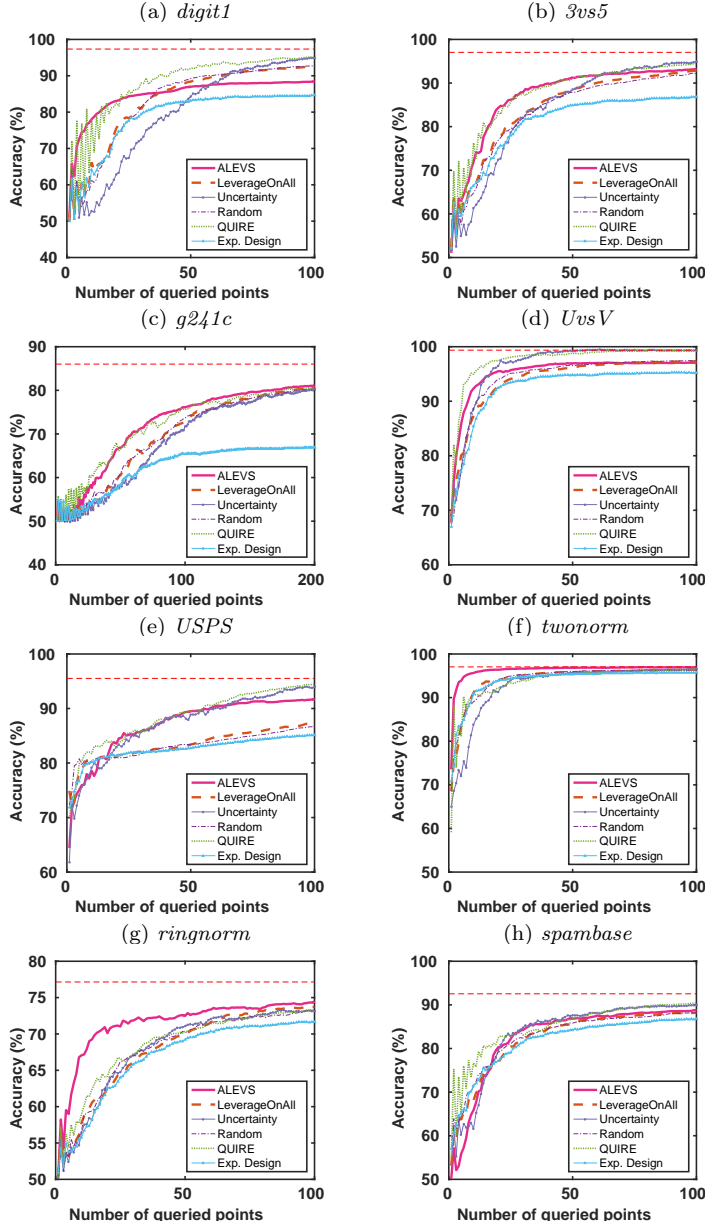 (a) digit1
Accuracy (%)
100
90
80
70
60
50
40
0
50
100
Number of queried points
ALEVS
LeverageOnAll
Uncertainty
Random
QUIRE
Exp. Design
(b) 3vs5
Accuracy (%)
100
90
80
70
60
50
0
50
100
Number of queried points
ALEVS
LeverageOnAll
Uncertainty
Random
QUIRE
Exp. Design
(c) g241c
Accuracy (%)
90
80
70
60
50
40
0
100
200
Number of queried points
ALEVS
LeverageOnAll
Uncertainty
Random
QUIRE
Exp. Design
(d) UvsV
Accuracy (%)
100
90
80
70
60
0
50
100
Number of queried points
ALEVS
LeverageOnAll
Uncertainty
Random
QUIRE
Exp. Design
(e) USPS
Accuracy (%)
100
90
80
70
60
0
50
100
Number of queried points
ALEVS
LeverageOnAll
Uncertainty
Random
QUIRE
Exp. Design
(f) twonorm
Accuracy (%)
100
90
80
70
60
50
0
50
100
Number of queried points
ALEVS
LeverageOnAll
Uncertainty
Random
QUIRE
Exp. Design
(g) ringnorm
Accuracy (%)
80
75
70
65
60
55
50
0
50
100
Number of queried points
ALEVS
LeverageOnAll
Uncertainty
Random
QUIRE
Exp. Design
(h) spambase
Accuracy (%)
100
90
80
70
60
50
0
50
100
Number of queried points
ALEVS
LeverageOnAll
Uncertainty
Random
QUIRE
Exp. Design